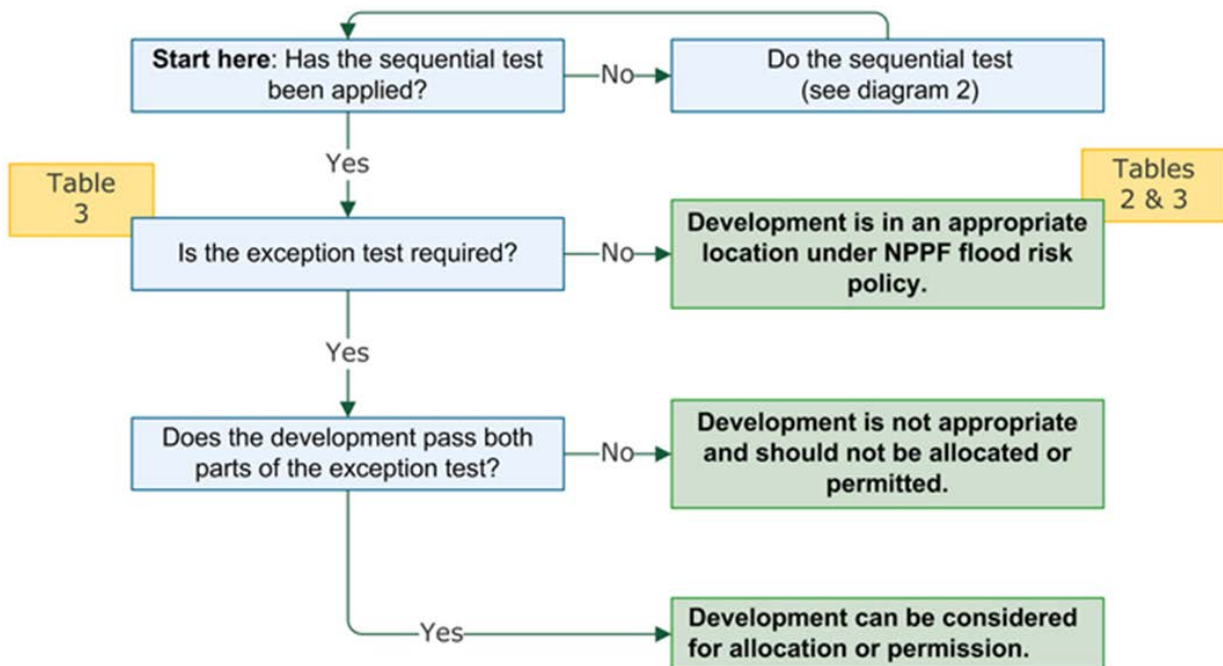 Start here: Has the sequential test
been applied?
No
Do the sequential test
(see diagram 2)
Yes
Table
3
Tables
2 & 3
Is the exception test required?
No
Development is in an appropriate
location under NPPF flood risk
policy.
Yes
Does the development pass both
parts of the exception test?
No
Development is not appropriate
and should not be allocated or
permitted.
Yes
Development can be considered
for allocation or permission.